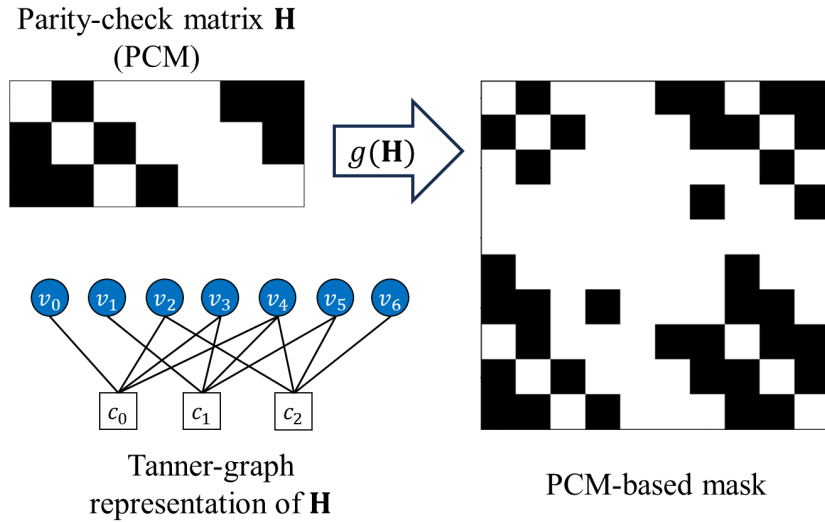 Parity-check matrix H
(PCM)
g(H)
v₀ v₁ v₂ v₃ v₄ v₅ v₆
c₀ c₁ c₂
Tanner-graph
representation of H
PCM-based mask